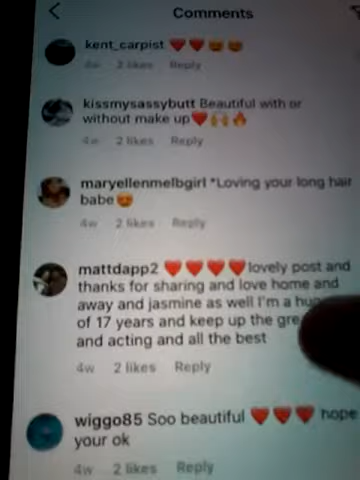 Comments
kent_carpist ❤️❤️😍😍
4w 2 likes Reply
kissmysassybutt Beautiful with or
without make up❤️🙌🔥
4w 2 likes Reply
maryellenmelbgirl *Loving your long hair
babe😍
4w 2 likes Reply
mattdapp2 ❤️❤️❤️❤️lovely post and
thanks for sharing and love home and
away and jasmine as well I'm a
of 17 years and keep up the
and acting and all the best
4w 2 likes Reply
wiggo85 Soo beautiful ❤️❤️❤️ hope
your ok
4w 2 likes Reply